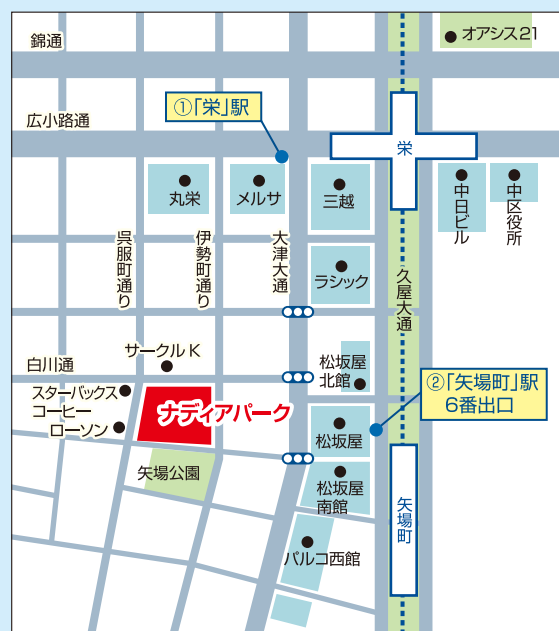 錦通
オアシス21
①「栄」駅
広小路通
栄
丸栄
メルサ
三越
中日ビル
中区役所
呉服町通り
伊勢町通り
大津大通
久屋大通
ラシック
サークルK
白川通
松坂屋
北館
②「矢場町」駅
6番出口
スターバックス
コーヒー
ローソン
ナディアパーク
松坂屋
矢場公園
松坂屋
南館
矢場町
パルコ西館